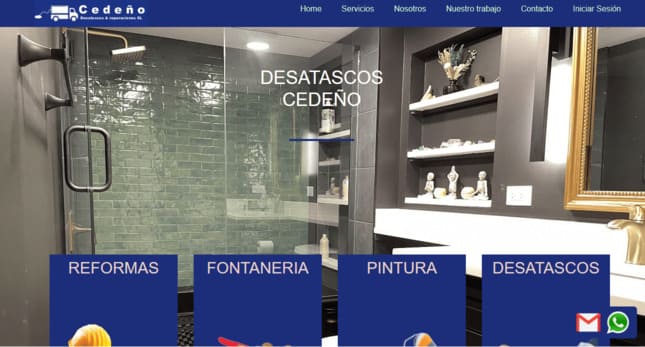 Cedeño
Desatascos & reparaciones SL.
Home Servicios Nosotros Nuestro trabajo Contacto Iniciar Sesión
DESATASCOS
CEDEÑO
REFORMAS FONTANERIA PINTURA DESATASCOS